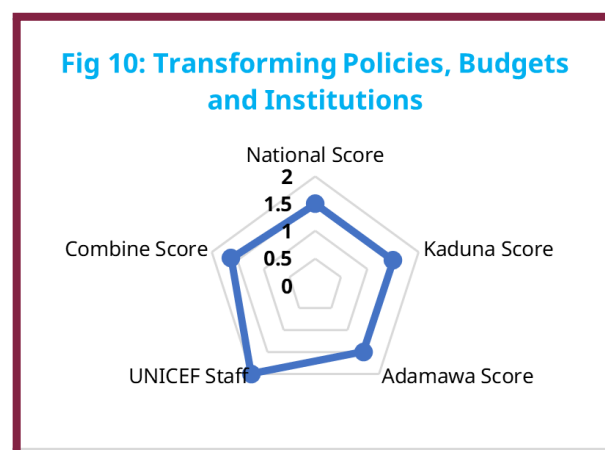 Fig 10: Transforming Policies, Budgets
and Institutions
National Score
2
1.5
1
0.5
0
Combine Score
Kaduna Score
UNICEF Staff
Adamawa Score